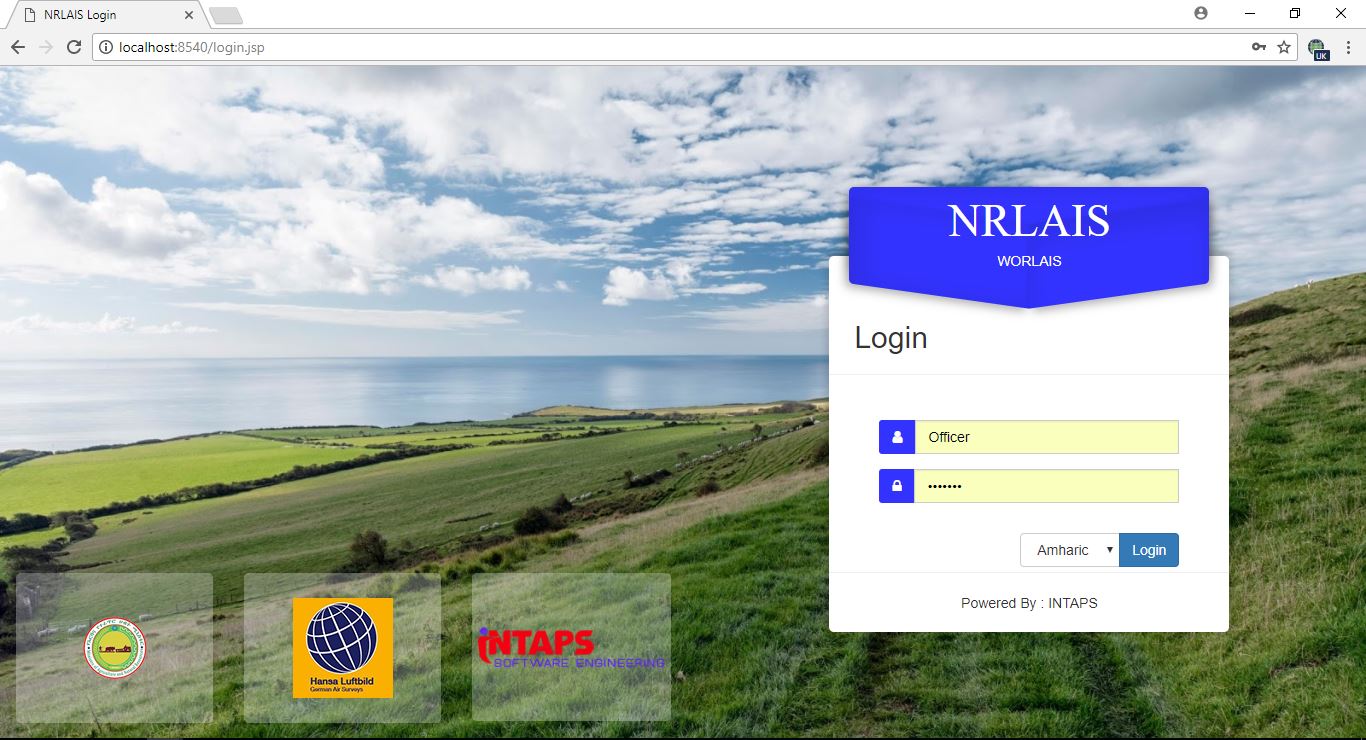 NRLAIS Login
localhost:8540/login.jsp
UK
NRLAIS
WORLAIS
Login
Officer
•••••••
Amharic
Login
Powered By : INTAPS
Hansa Luftbild
German Air Surveys
iNTAPS
SOFTWARE ENGINEERING